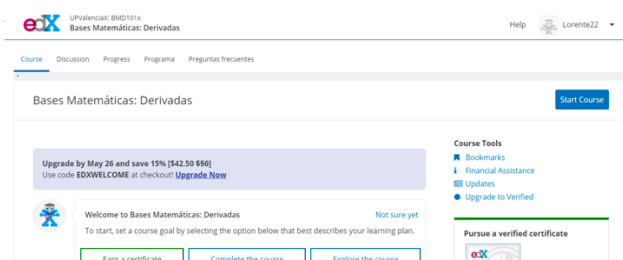 edX
UPValenciaX: BMD101x
Bases Matemáticas: Derivadas
Help
Lorente22
Course Discussion Progress Programa Preguntas frecuentes
Bases Matemáticas: Derivadas
Start Course
Upgrade by May 26 and save 15% [$42.50 $50]
Use code EDXWELCOME at checkout! Upgrade Now
Welcome to Bases Matemáticas: Derivadas
Not sure yet
To start, set a course goal by selecting the option below that best describes your learning plan.
Earn a certificate Complete the course Explore the course
Course Tools
Bookmarks
Financial Assistance
Updates
Upgrade to Verified
Pursue a verified certificate
edX